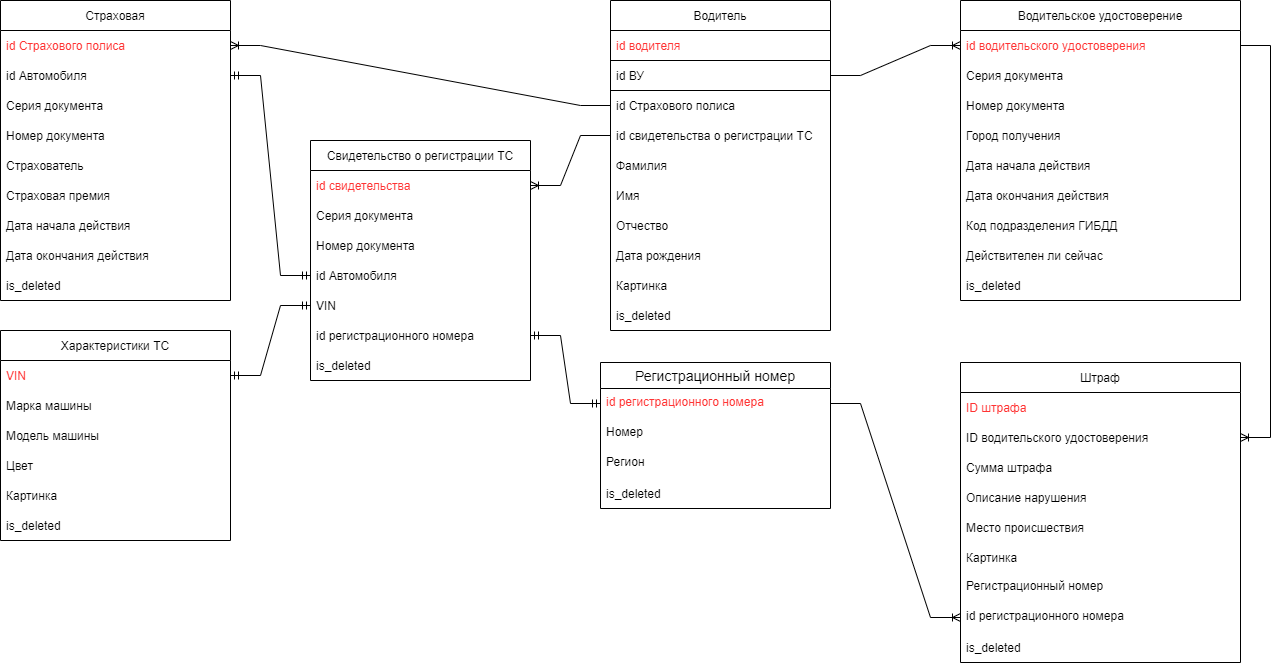 Страховая
id Страхового полиса
id Автомобиля
Серия документа
Номер документа
Страхователь
Страховая премия
Дата начала действия
Дата окончания действия
is_deleted
Характеристики ТС
VIN
Марка машины
Модель машины
Цвет
Картинка
is_deleted
Свидетельство о регистрации ТС
id свидетельства
Серия документа
Номер документа
id Автомобиля
VIN
id регистрационного номера
is_deleted
Водитель
id водителя
id ВУ
id Страхового полиса
id свидетельства о регистрации ТС
Фамилия
Имя
Отчество
Дата рождения
Картинка
is_deleted
Регистрационный номер
id регистрационного номера
Номер
Регион
is_deleted
Водительское удостоверение
id водительского удостоверения
Серия документа
Номер документа
Город получения
Дата начала действия
Дата окончания действия
Код подразделения ГИБДД
Действителен ли сейчас
is_deleted
Штраф
ID штрафа
ID водительского удостоверения
Сумма штрафа
Описание нарушения
Место происшествия
Картинка
Регистрационный номер
id регистрационного номера
is_deleted